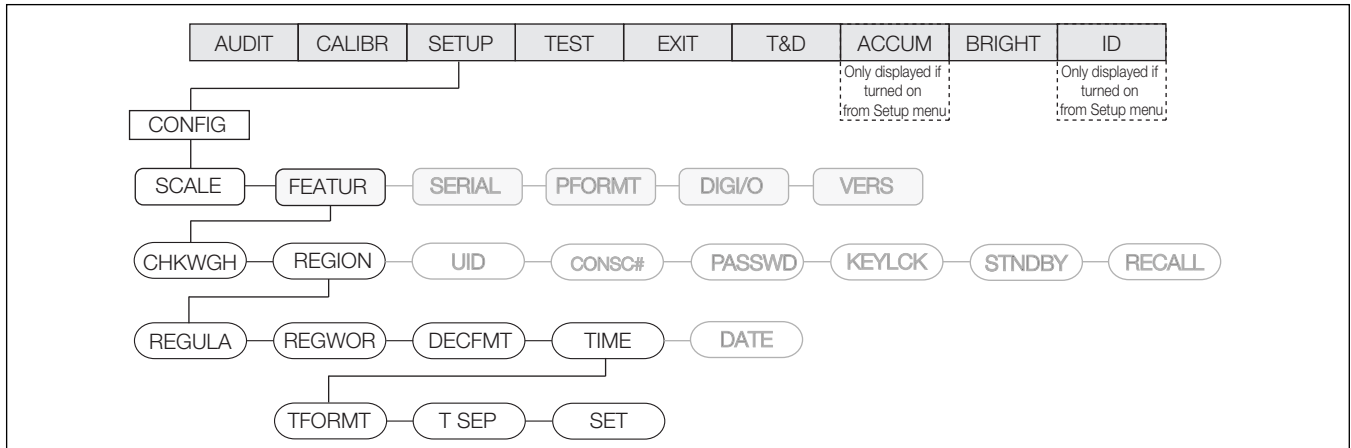 AUDIT CALIBR SETUP TEST EXIT T&D ACCUM BRIGHT ID
Only displayed if
turned on
from Setup menu
Only displayed if
turned on
from Setup menu
CONFIG
SCALE FEATUR SERIAL PFORMT DIGI/O VERS
CHKWGH REGION UID CONSC# PASSWD KEYLCK STNDBY RECALL
REGULA REGWOR DECFMT TIME DATE
TFORMT T SEP SET